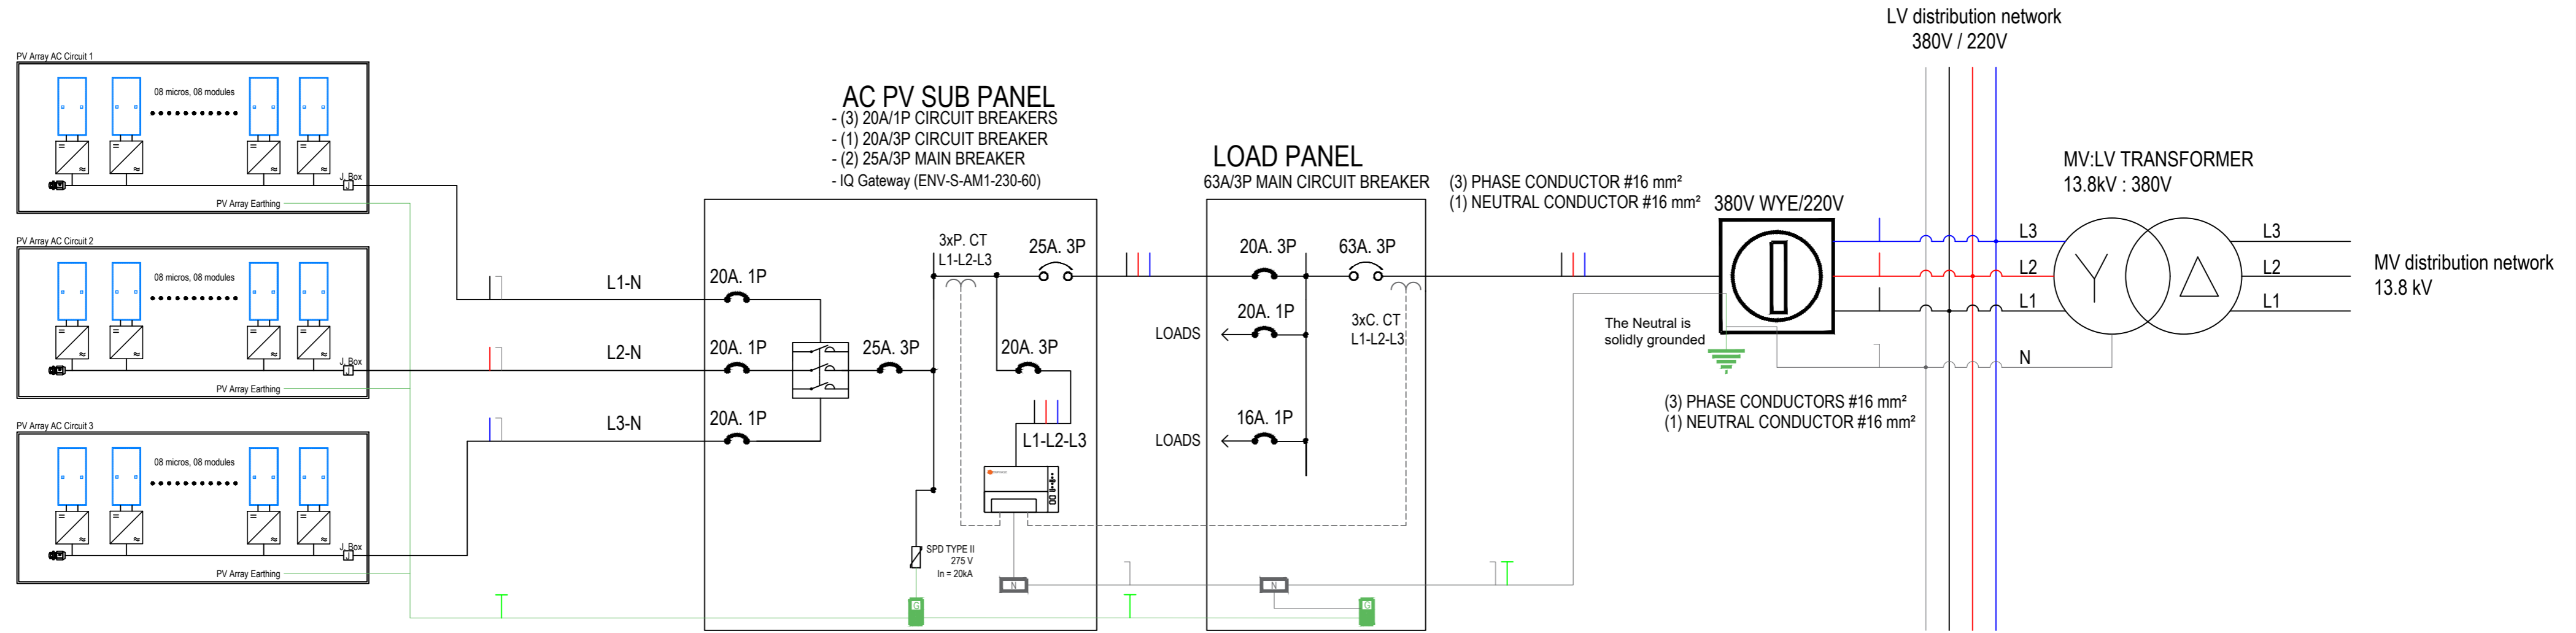 PV Array AC Circuit 1
08 micros, 08 modules
J. Box
J
PV Array Earthing
PV Array AC Circuit 2
08 micros, 08 modules
J. Box
J
PV Array Earthing
PV Array AC Circuit 3
08 micros, 08 modules
J. Box
J
PV Array Earthing
L1-N
L2-N
L3-N
AC PV SUB PANEL
- (3) 20A/1P CIRCUIT BREAKERS
- (1) 20A/3P CIRCUIT BREAKER
- (2) 25A/3P MAIN BREAKER
- IQ Gateway (ENV-S-AM1-230-60)
20A. 1P
20A. 1P
20A. 1P
25A. 3P
3xP. CT
L1-L2-L3
25A. 3P
20A. 3P
L1-L2-L3
SPD TYPE II
275 V
In = 20kA
N
G
LOAD PANEL
63A/3P MAIN CIRCUIT BREAKER
20A. 3P
63A. 3P
20A. 1P
LOADS
3xC. CT
L1-L2-L3
16A. 1P
LOADS
N
G
(3) PHASE CONDUCTOR #16 mm²
(1) NEUTRAL CONDUCTOR #16 mm²
380V WYE/220V
The Neutral is
solidly grounded
(3) PHASE CONDUCTORS #16 mm²
(1) NEUTRAL CONDUCTOR #16 mm²
LV distribution network
380V / 220V
L3
L2
L1
N
MV:LV TRANSFORMER
13.8kV : 380V
L3
L2
L1
MV distribution network
13.8 kV